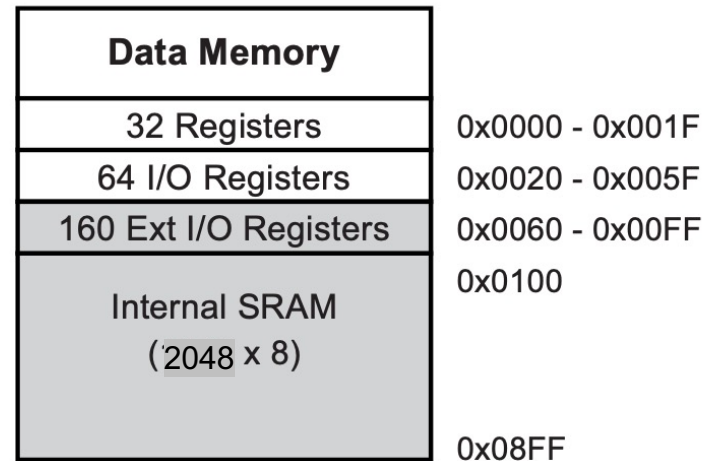 Data Memory
32 Registers 0x0000 - 0x001F
64 I/O Registers 0x0020 - 0x005F
160 Ext I/O Registers 0x0060 - 0x00FF
0x0100
Internal SRAM
(2048 x 8)
0x08FF